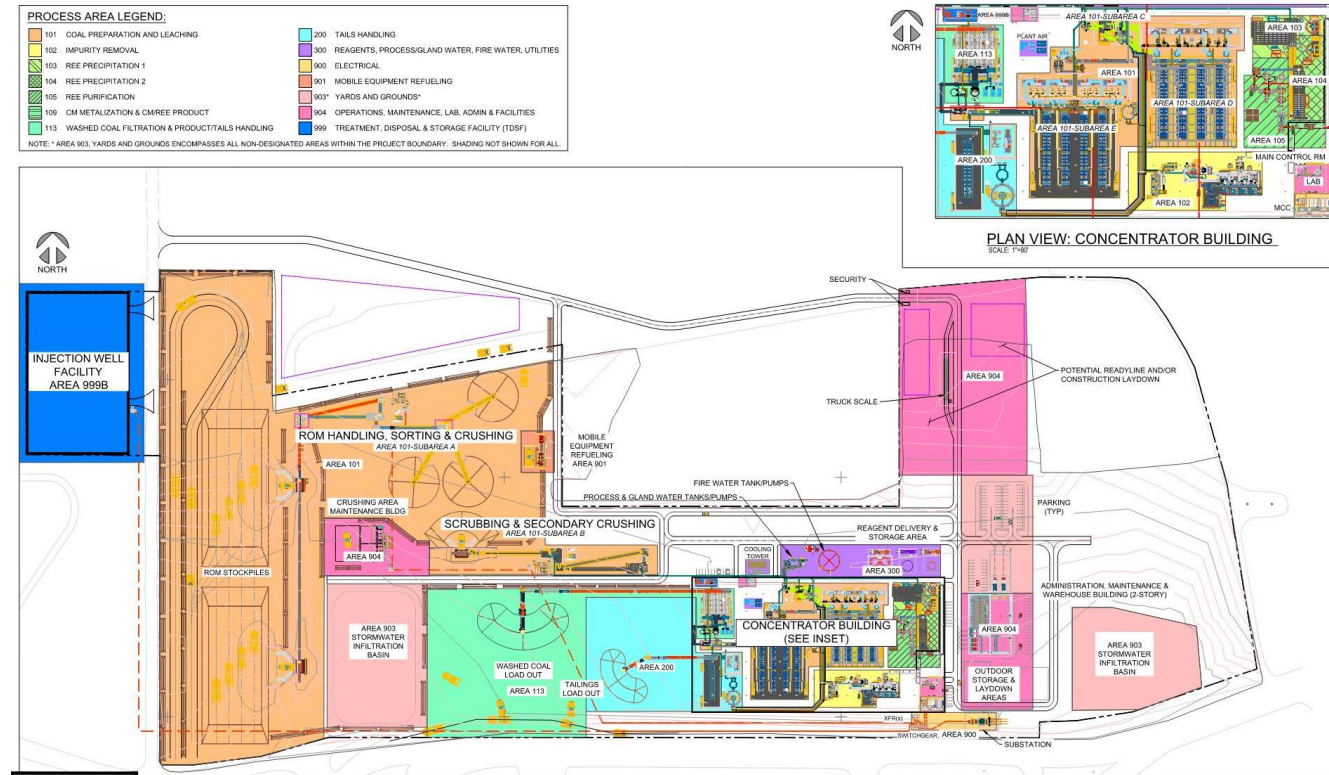 PROCESS AREA LEGEND:
101 COAL PREPARATION AND LEACHING
102 IMPURITY REMOVAL
103 REE PRECIPITATION 1
104 REE PRECIPITATION 2
105 REE PURIFICATION
109 CM METALIZATION & CM/REE PRODUCT
113 WASHED COAL FILTRATION & PRODUCT/TAILS HANDLING
200 TAILS HANDLING
300 REAGENTS, PROCESS/GLAND WATER, FIRE WATER, UTILITIES
900 ELECTRICAL
901 MOBILE EQUIPMENT REFUELING
903* YARDS AND GROUNDS*
904 OPERATIONS, MAINTENANCE, LAB, ADMIN & FACILITIES
999 TREATMENT, DISPOSAL & STORAGE FACILITY (TDSF)
NOTE: * AREA 903, YARDS AND GROUNDS ENCOMPASSES ALL NON-DESIGNATED AREAS WITHIN THE PROJECT BOUNDARY. SHADING NOT SHOWN FOR ALL.
NORTH
AREA 999B
AREA 101-SUBAREA C
AREA 103
PLANT AIR
AREA 113
AREA 101
AREA 104
AREA 101-SUBAREA D
AREA 101-SUBAREA E
AREA 105
AREA 200
MAIN CONTROL RM
LAB
AREA 102
MCC
PLAN VIEW: CONCENTRATOR BUILDING
SCALE: 1"=80'
NORTH
SECURITY
INJECTION WELL
FACILITY
AREA 999B
POTENTIAL READYLINE AND/OR
CONSTRUCTION LAYDOWN
AREA 904
TRUCK SCALE
ROM HANDLING, SORTING & CRUSHING
AREA 101-SUBAREA A
MOBILE
EQUIPMENT
REFUELING
AREA 901
AREA 101
FIRE WATER TANK/PUMPS
PROCESS & GLAND WATER TANKS/PUMPS
CRUSHING AREA
MAINTENANCE BLDG
PARKING
(TYP)
SCRUBBING & SECONDARY CRUSHING
AREA 101-SUBAREA B
REAGENT DELIVERY &
STORAGE AREA
AREA 904
COOLING
TOWER
AREA 300
ROM STOCKPILES
ADMINISTRATION, MAINTENANCE &
WAREHOUSE BUILDING (2-STORY)
AREA 903
STORMWATER
INFILTRATION
BASIN
CONCENTRATOR BUILDING
(SEE INSET)
AREA 904
AREA 903
STORMWATER
INFILTRATION
BASIN
WASHED COAL
LOAD OUT
AREA 113
AREA 200
TAILINGS
LOAD OUT
OUTDOOR
STORAGE &
LAYDOWN
AREAS
XFR(s)
SWITCHGEAR
AREA 900
SUBSTATION